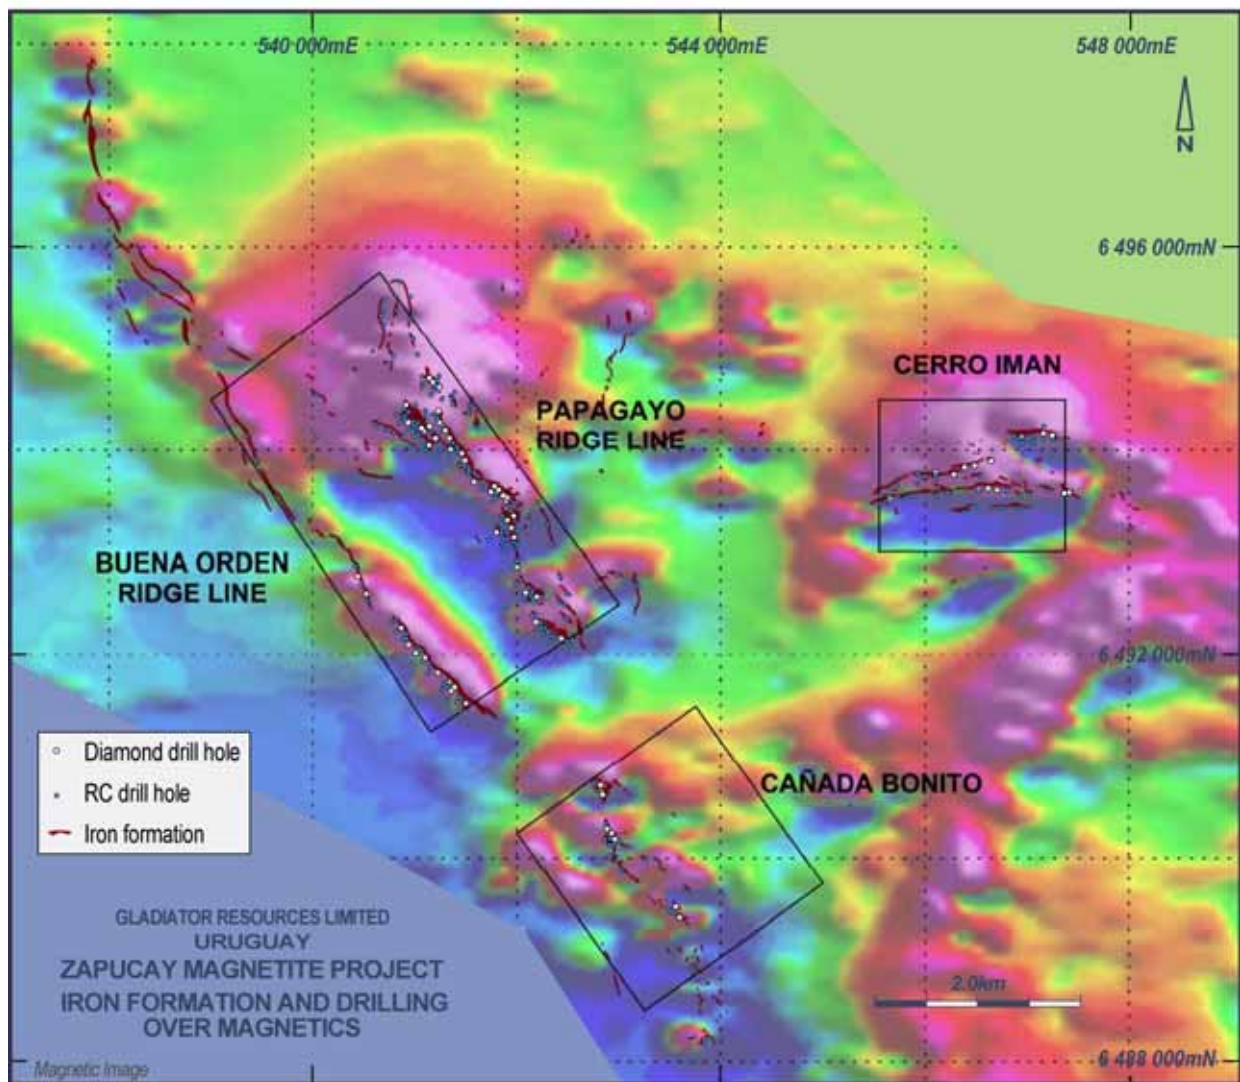 540 000mE
544 000mE
548 000mE
N
6 496 000mN
CERRO IMAN
PAPAGAYO
RIDGE LINE
BUENA ORDEN
RIDGE LINE
6 492 000mN
Diamond drill hole
RC drill hole
Iron formation
CAÑADA BONITO
GLADIATOR RESOURCES LIMITED
URUGUAY
ZAPUCAY MAGNETITE PROJECT
IRON FORMATION AND DRILLING
OVER MAGNETICS
2.0km
6 488 000mN
Magnetic Image